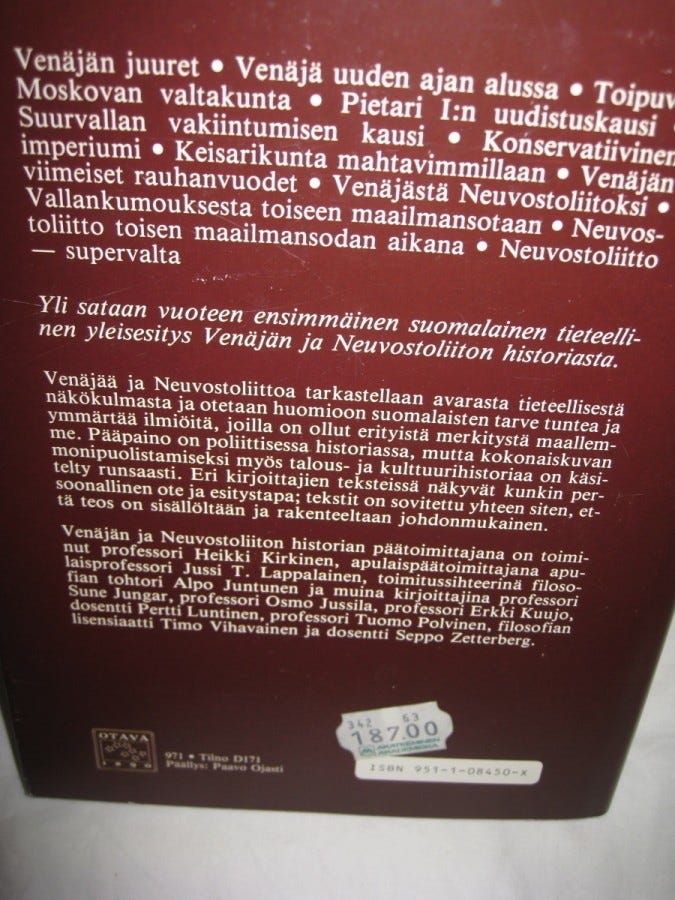 Venäjän juuret • Venäjä uuden ajan alussa • Toipuv
Moskovan valtakunta • Pietari I:n uudistuskausi •
Suurvallan vakiintumisen kausi • Konservatiivinen
imperiumi • Keisarikunta mahtavimmillaan • Venäjän
viimeiset rauhanvuodet • Venäjästä Neuvostoliitoksi •
Vallankumouksesta toiseen maailmansotaan • Neuvos-
toliitto toisen maailmansodan aikana • Neuvostoliitto
— supervalta
Yli sataan vuoteen ensimmäinen suomalainen tieteelli-
nen yleisesitys Venäjän ja Neuvostoliiton historiasta.
Venäjää ja Neuvostoliittoa tarkastellaan avarasta tieteellisestä
näkökulmasta ja otetaan huomioon suomalaisten tarve tuntea ja
ymmärtää ilmiöitä, joilla on ollut erityistä merkitystä maallem-
me. Pääpaino on poliittisessa historiassa, mutta kokonaiskuvan
monipuolistamiseksi myös talous- ja kulttuurihistoriaa on käsi-
telty runsaasti. Eri kirjoittajien teksteissä näkyvät kunkin per-
soonallinen ote ja esitystapa; tekstit on sovitettu yhteen siten, et-
tä teos on sisällöltään ja rakenteeltaan johdonmukainen.
Venäjän ja Neuvostoliiton historian päätoimittajana on toimi-
nut professori Heikki Kirkinen, apulaispäätoimittajana apu-
laisprofessori Jussi T. Lappalainen, toimitussihteerinä filoso-
fian tohtori Alpo Juntunen ja muina kirjoittajina professori
Sune Jungar, professori Osmo Jussila, professori Erkki Kuujo,
dosentti Pertti Luntinen, professori Tuomo Polvinen, filosofian
lisensiaatti Timo Vihavainen ja dosentti Seppo Zetterberg.
342 63
187.00
AKATEEMINEN
AKADEMISKA
OTAVA
1890
971 • Tilno D171
Päällys: Paavo Ojasti
ISBN 951-1-08450-X